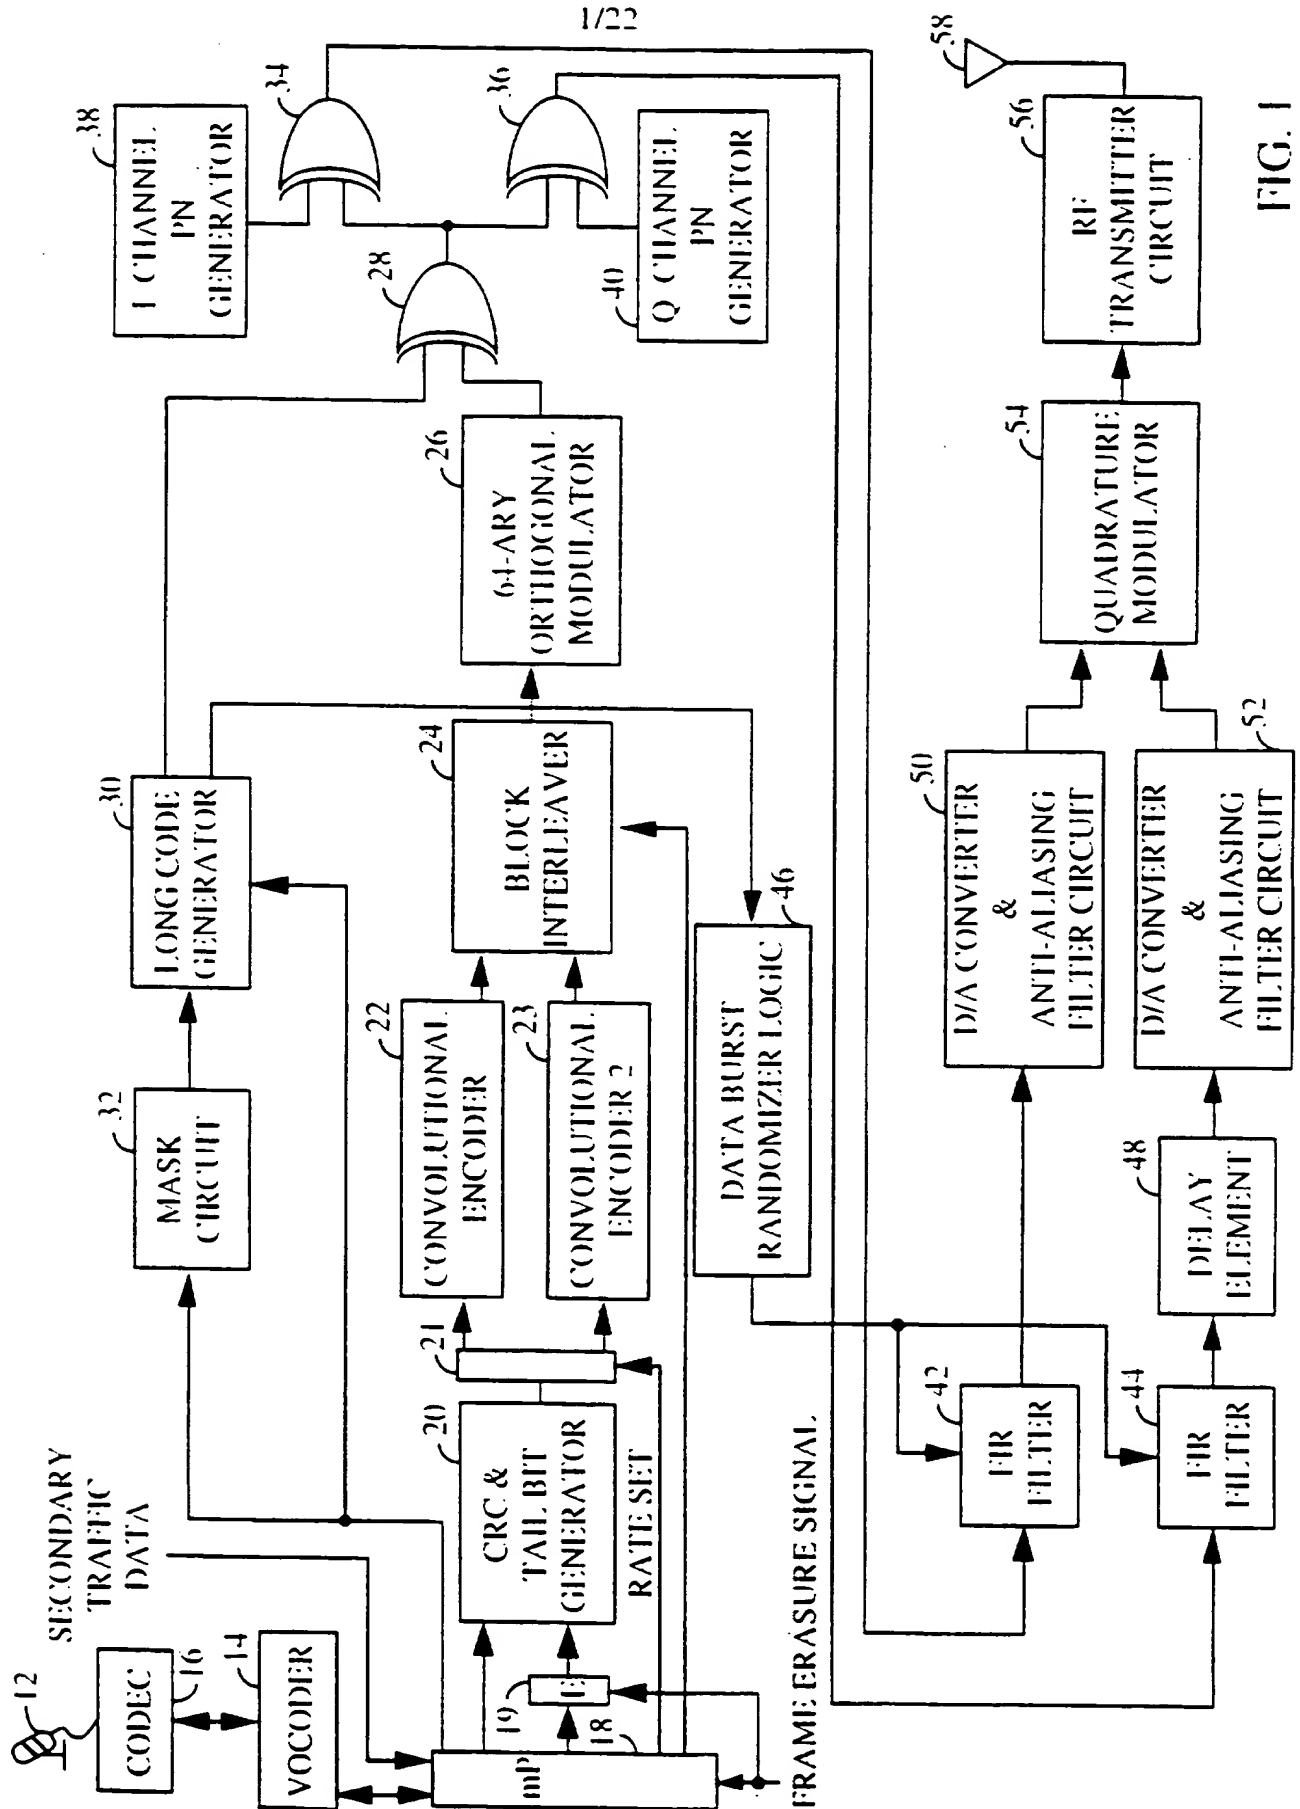 1/22
12
CODEC
16
14
VOCODER
SECONDARY
TRAFFIC
DATA
mP
18
19
E
20
CRC &
TAIL BIT
GENERATOR
RATE SET
FRAME ERASURE SIGNAL
21
22
CONVOLUTIONAL
ENCODER
23
CONVOLUTIONAL
ENCODER 2
32
MASK
CIRCUIT
30
LONG CODE
GENERATOR
24
BLOCK
INTERLEAVER
26
64-ARY
ORTHOGONAL
MODULATOR
28
38
I CHANNEL
PN
GENERATOR
34
36
40
Q CHANNEL
PN
GENERATOR
46
DATA BURST
RANDOMIZER LOGIC
42
FIR
FILTER
44
FIR
FILTER
48
DELAY
ELEMENT
50
D/A CONVERTER
&
ANTI-ALIASING
FILTER CIRCUIT
52
D/A CONVERTER
&
ANTI-ALIASING
FILTER CIRCUIT
54
QUADRATURE
MODULATOR
56
RF
TRANSMITTER
CIRCUIT
58
FIG. 1